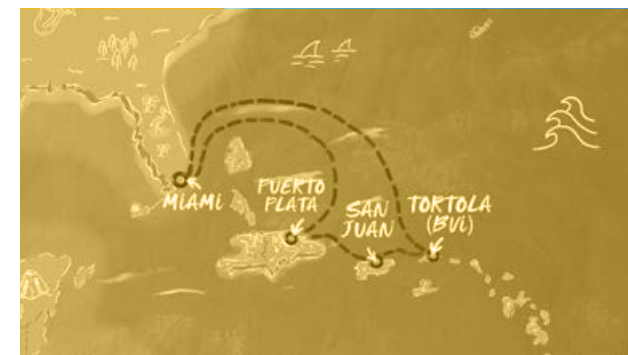 MIAMI
PUERTO
PLATA
SAN
JUAN
TORTOLA
(BVI)